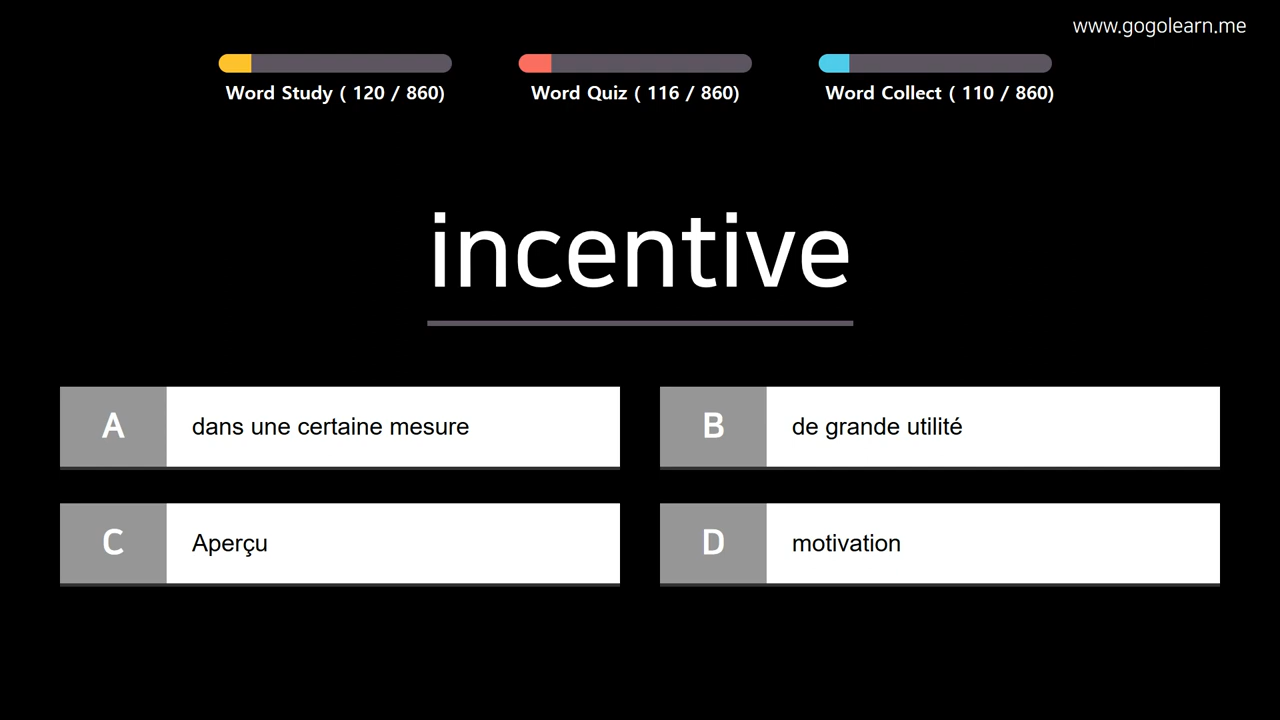 www.gogolearn.me
Word Study ( 120 / 860)
Word Quiz ( 116 / 860)
Word Collect ( 110 / 860)
incentive
A dans une certaine mesure
B de grande utilité
C Aperçu
D motivation